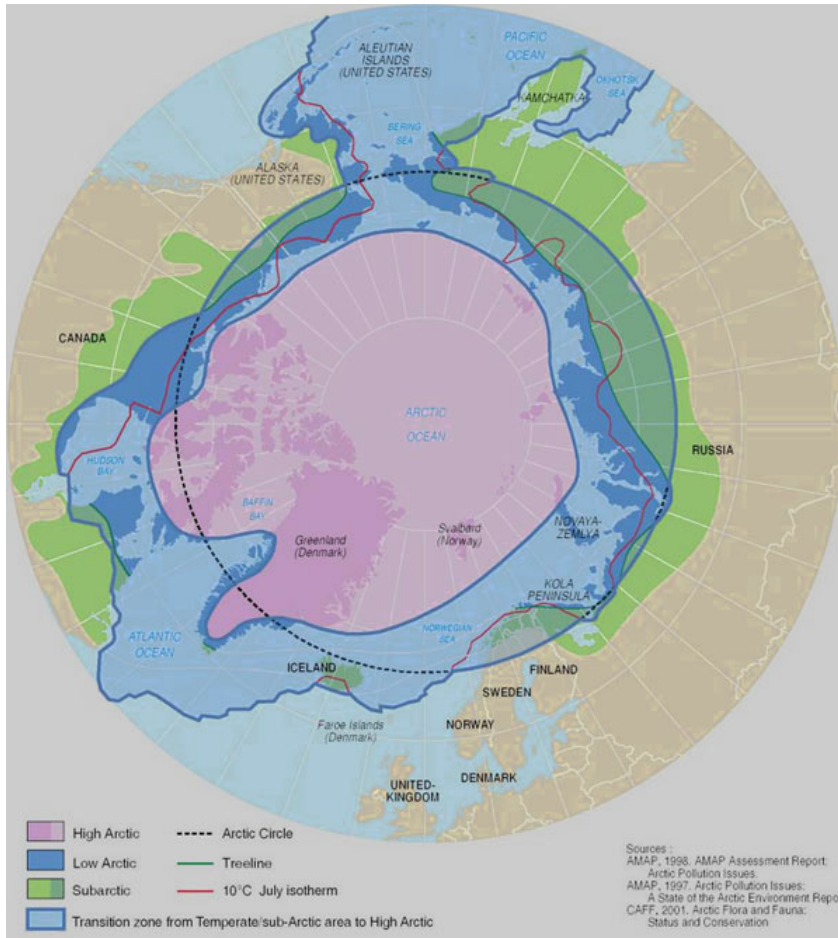 ALEUTIAN
ISLANDS
(UNITED STATES)
PACIFIC
OCEAN
OKHOTSK
SEA
KAMCHATKA
BERING
SEA
ALASKA
(UNITED STATES)
CANADA
ARCTIC
OCEAN
RUSSIA
HUDSON
BAY
BAFFIN
BAY
Greenland
(Denmark)
Svalbard
(Norway)
NOVAYA-
ZEMLYA
KOLA
PENINSULA
ATLANTIC
OCEAN
NORWEGIAN
SEA
ICELAND
FINLAND
SWEDEN
Faroe Islands
(Denmark)
NORWAY
UNITED-
KINGDOM
DENMARK
High Arctic
Low Arctic
Subarctic
Arctic Circle
Treeline
10°C July isotherm
Transition zone from Temperate/sub-Arctic area to High Arctic
Sources :
AMAP, 1998. AMAP Assessment Report:
Arctic Pollution Issues.
AMAP, 1997. Arctic Pollution Issues:
A State of the Arctic Environment Repo
CAFF, 2001. Arctic Flora and Fauna:
Status and Conservation